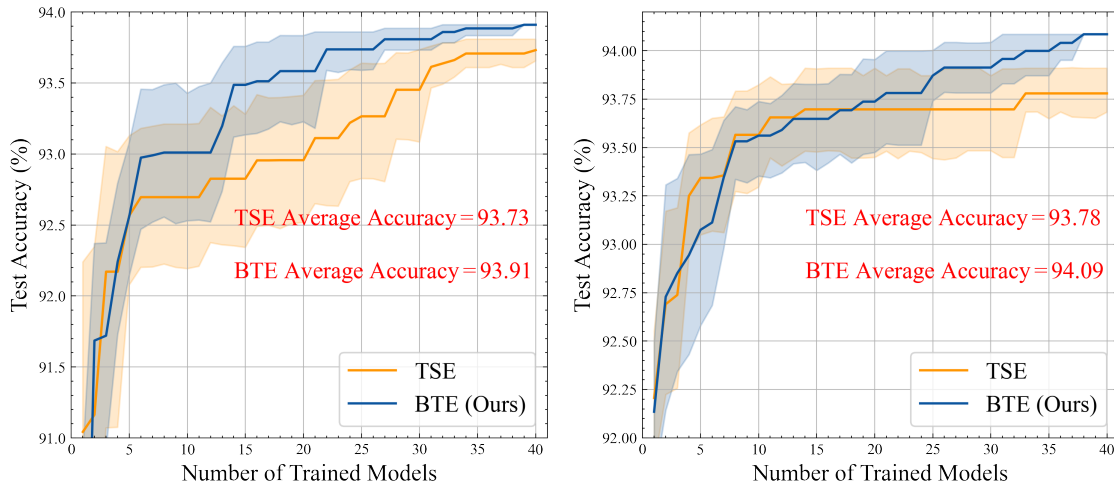 94.0
93.5
93.0
92.5
92.0
91.5
91.0
Test Accuracy (%)
TSE Average Accuracy = 93.73
BTE Average Accuracy = 93.91
TSE
BTE (Ours)
0 5 10 15 20 25 30 35 40
Number of Trained Models
94.00
93.75
93.50
93.25
93.00
92.75
92.50
92.25
92.00
Test Accuracy (%)
TSE Average Accuracy = 93.78
BTE Average Accuracy = 94.09
TSE
BTE (Ours)
0 5 10 15 20 25 30 35 40
Number of Trained Models